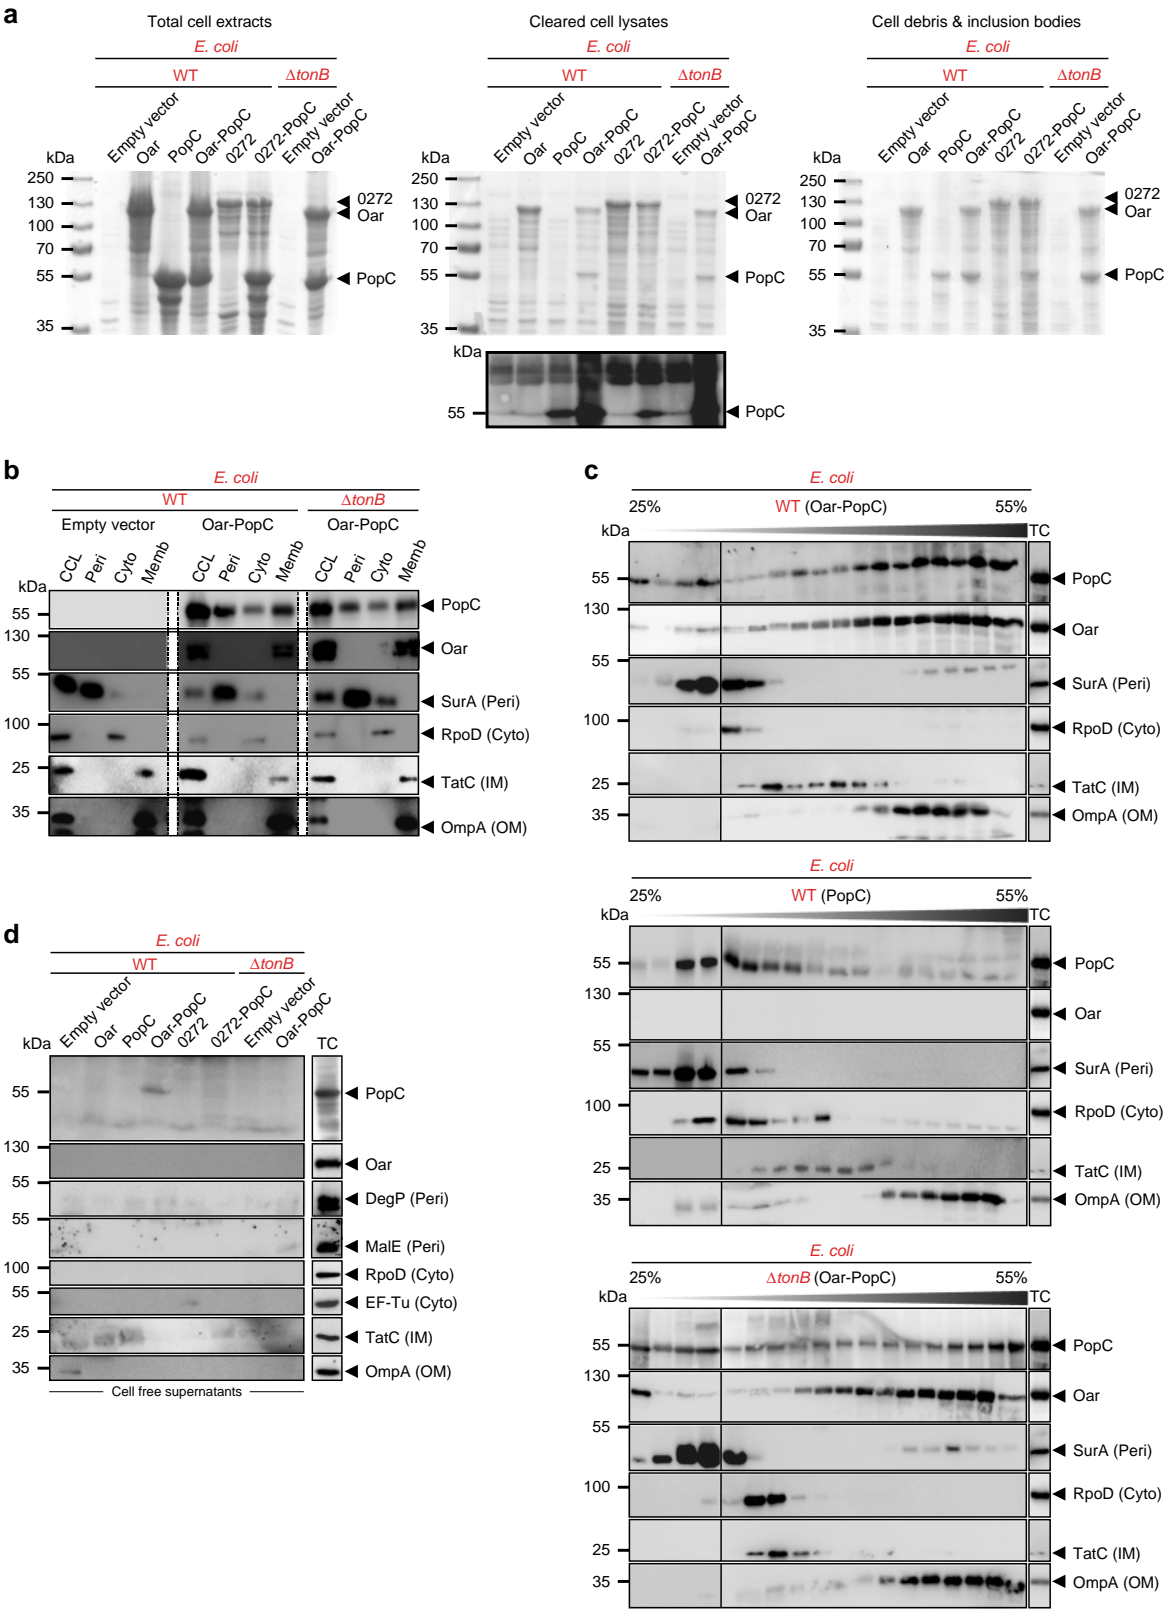 a
Total cell extracts
E. coli
WT
ΔtonB
Empty vector
Oar
PopC
Oar-PopC
0272
0272-PopC
Empty vector
Oar-PopC
kDa
250
130
100
70
55
35
0272
Oar
PopC
Cleared cell lysates
E. coli
WT
ΔtonB
Empty vector
Oar
PopC
Oar-PopC
0272
0272-PopC
Empty vector
Oar-PopC
kDa
250
130
100
70
55
35
0272
Oar
PopC
kDa
55
PopC
Cell debris & inclusion bodies
E. coli
WT
ΔtonB
Empty vector
Oar
PopC
Oar-PopC
0272
0272-PopC
Empty vector
Oar-PopC
kDa
250
130
100
70
55
35
0272
Oar
PopC
b
E. coli
WT
ΔtonB
Empty vector
Oar-PopC
Oar-PopC
CCL
Peri
Cyto
Memb
CCL
Peri
Cyto
Memb
CCL
Peri
Cyto
Memb
kDa
55
PopC
130
Oar
55
SurA (Peri)
100
RpoD (Cyto)
25
TatC (IM)
35
OmpA (OM)
c
E. coli
25%
WT (Oar-PopC)
55%
kDa
TC
55
PopC
130
Oar
55
SurA (Peri)
100
RpoD (Cyto)
25
TatC (IM)
35
OmpA (OM)
E. coli
25%
WT (PopC)
55%
kDa
TC
55
PopC
130
Oar
55
SurA (Peri)
100
RpoD (Cyto)
25
TatC (IM)
35
OmpA (OM)
E. coli
25%
ΔtonB (Oar-PopC)
55%
kDa
TC
55
PopC
130
Oar
55
SurA (Peri)
100
RpoD (Cyto)
25
TatC (IM)
35
OmpA (OM)
d
E. coli
WT
ΔtonB
Empty vector
Oar
PopC
Oar-PopC
0272
0272-PopC
Empty vector
Oar-PopC
kDa
TC
55
PopC
130
Oar
55
DegP (Peri)
55
MalE (Peri)
100
RpoD (Cyto)
55
EF-Tu (Cyto)
25
TatC (IM)
35
OmpA (OM)
Cell free supernatants